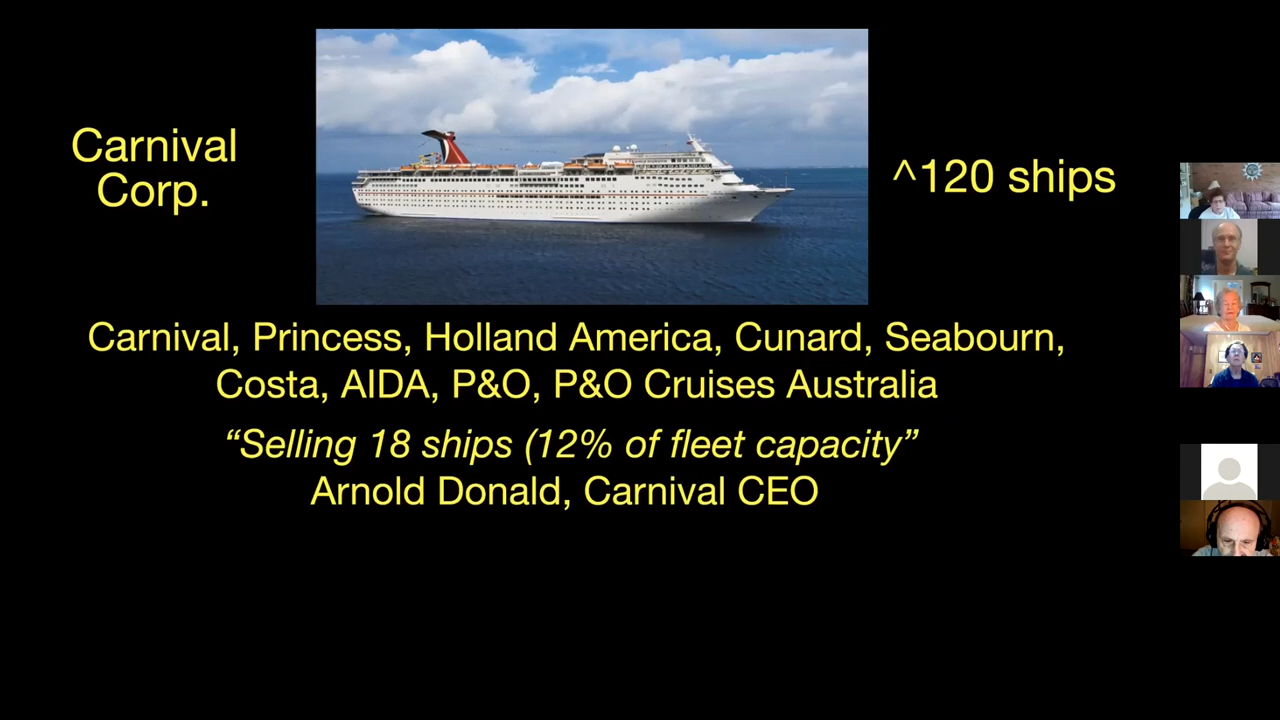 Carnival
Corp.
^120 ships
Carnival, Princess, Holland America, Cunard, Seabourn,
Costa, AIDA, P&O, P&O Cruises Australia
“Selling 18 ships (12% of fleet capacity”
Arnold Donald, Carnival CEO